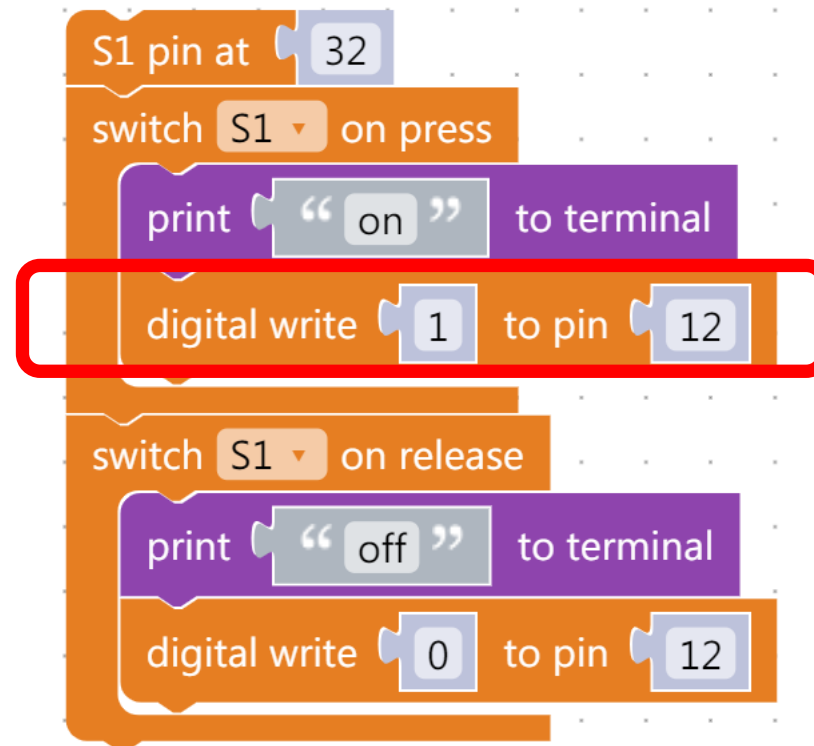 S1 pin at 32
switch S1 on press
print “ on ” to terminal
digital write 1 to pin 12
switch S1 on release
print “ off ” to terminal
digital write 0 to pin 12